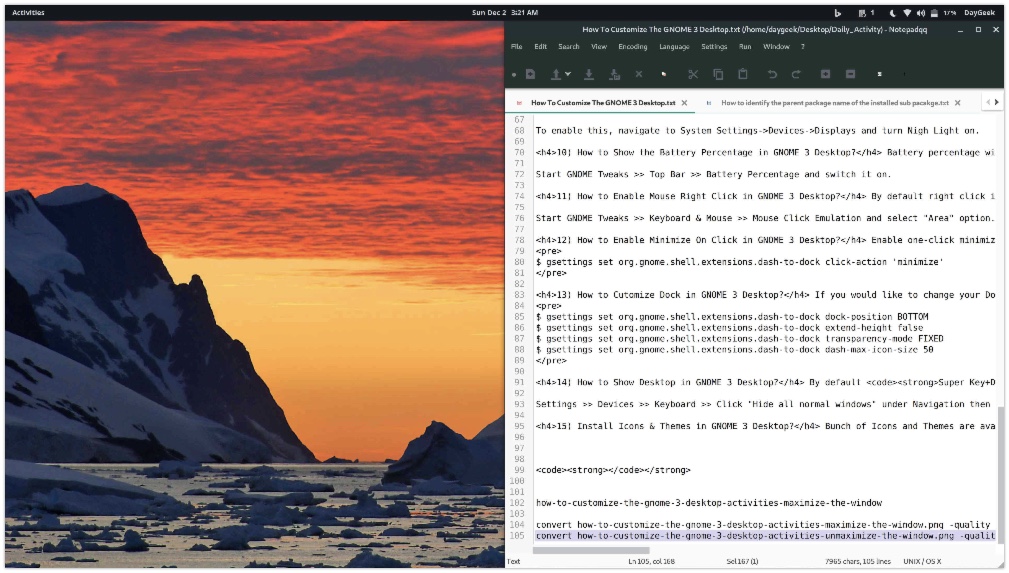 Activities
Sun Dec 2 3:21 AM
1
17%
DayGeek
How To Customize The GNOME 3 Desktop.txt (/home/daygeek/Desktop/Daily_Activity) - Notepadqq
File Edit Search View Encoding Language Settings Run Window ?
How To Customize The GNOME 3 Desktop.txt
How to identify the parent package name of the installed sub pacakge.txt
67
68 To enable this, navigate to System Settings->Devices->Displays and turn Nigh Light on.
69
70 <h4>10) How to Show the Battery Percentage in GNOME 3 Desktop?</h4> Battery percentage wi
71
72 Start GNOME Tweaks >> Top Bar >> Battery Percentage and switch it on.
73
74 <h4>11) How to Enable Mouse Right Click in GNOME 3 Desktop?</h4> By default right click i
75
76 Start GNOME Tweaks >> Keyboard & Mouse >> Mouse Click Emulation and select "Area" option.
77
78 <h4>12) How to Enable Minimize On Click in GNOME 3 Desktop?</h4> Enable one-click minimiz
79 <pre>
80 $ gsettings set org.gnome.shell.extensions.dash-to-dock click-action 'minimize'
81 </pre>
82
83 <h4>13) How to Cutomize Dock in GNOME 3 Desktop?</h4> If you would like to change your Do
84 <pre>
85 $ gsettings set org.gnome.shell.extensions.dash-to-dock dock-position BOTTOM
86 $ gsettings set org.gnome.shell.extensions.dash-to-dock extend-height false
87 $ gsettings set org.gnome.shell.extensions.dash-to-dock transparency-mode FIXED
88 $ gsettings set org.gnome.shell.extensions.dash-to-dock dash-max-icon-size 50
89 </pre>
90
91 <h4>14) How to Show Desktop in GNOME 3 Desktop?</h4> By default <code><strong>Super Key+D
92
93 Settings >> Devices >> Keyboard >> Click "Hide all normal windows" under Navigation then
94
95 <h4>15) Install Icons & Themes in GNOME 3 Desktop?</h4> Bunch of Icons and Themes are ava
96
97
98
99 <code><strong></code></strong>
100
101
102 how-to-customize-the-gnome-3-desktop-activities-maximize-the-window
103
104 convert how-to-customize-the-gnome-3-desktop-activities-maximize-the-window.png -quality
105 convert how-to-customize-the-gnome-3-desktop-activities-unmaximize-the-window.png -qualit
Text
Ln 105, col 168
Sel 167 (1)
7965 chars, 105 lines
UNIX / OS X